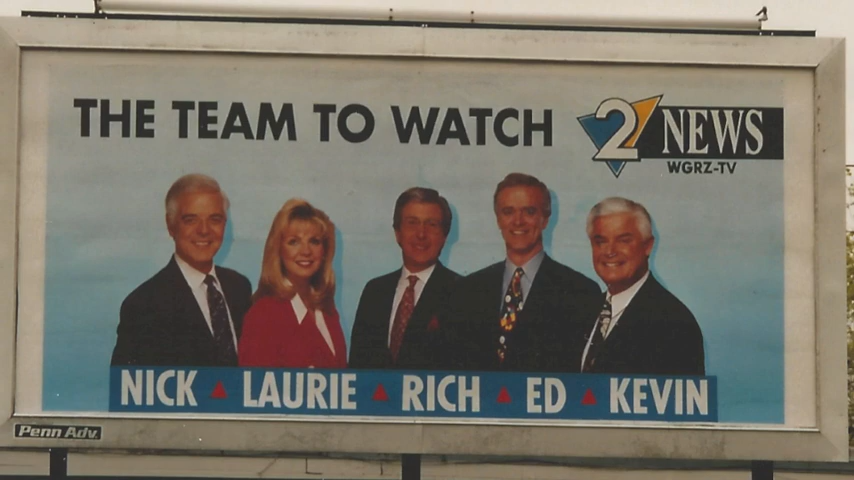 THE TEAM TO WATCH
2 NEWS
WGRZ-TV
NICK ▲ LAURIE ▲ RICH ▲ ED ▲ KEVIN
Penn Adv.